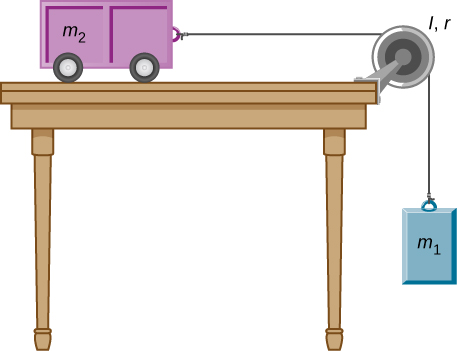 m₂
I, r
m₁